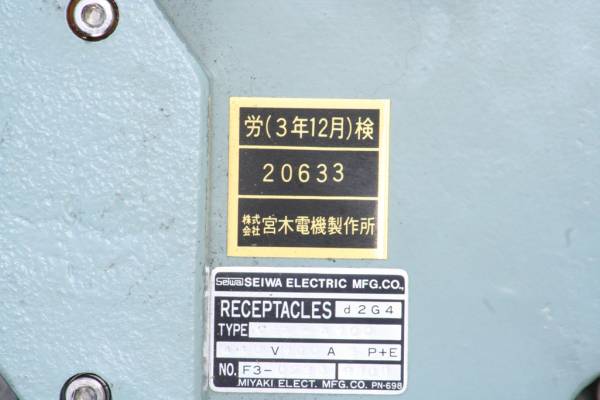 労(3年12月)検
20633
株式会社 宮木電機製作所
Seiwa SEIWA ELECTRIC MFG.CO.,
RECEPTACLES d2G4
TYPE
V A P+E
NO. F3-
MIYAKI ELECT. MFG.CO. PN-698